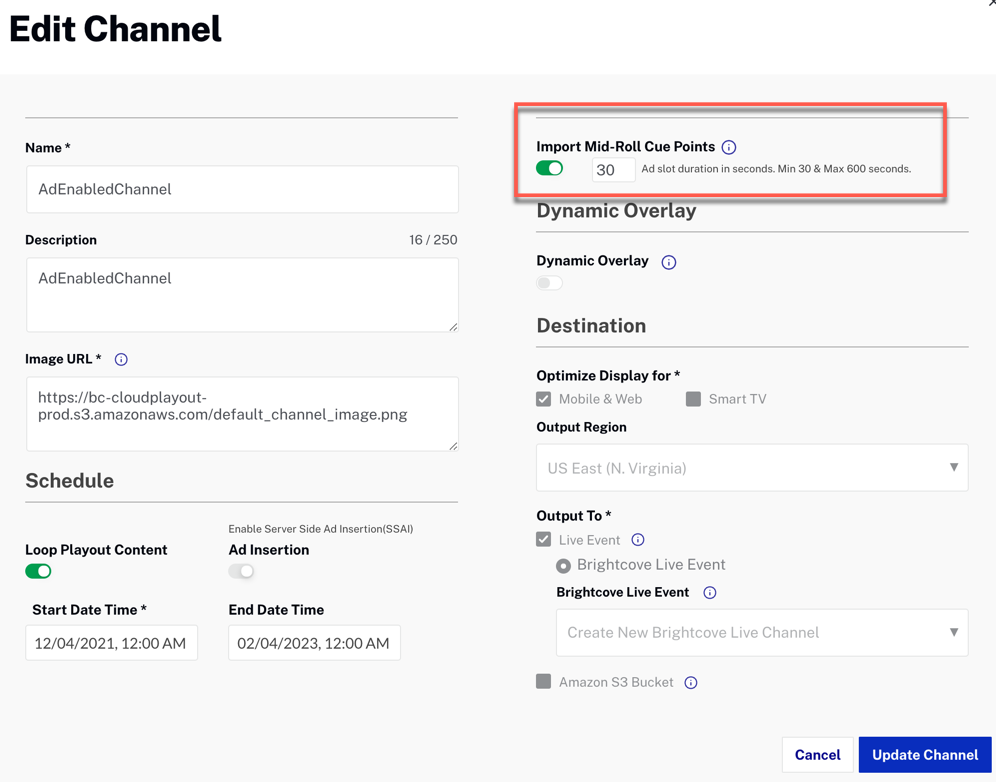 Edit Channel
Name *
AdEnabledChannel
Description 16 / 250
AdEnabledChannel
Image URL *
https://bc-cloudplayout-
prod.s3.amazonaws.com/default_channel_image.png
Schedule
Enable Server Side Ad Insertion(SSAI)
Loop Playout Content Ad Insertion
Start Date Time * End Date Time
12/04/2021, 12:00 AM 02/04/2023, 12:00 AM
Import Mid-Roll Cue Points
30 Ad slot duration in seconds. Min 30 & Max 600 seconds.
Dynamic Overlay
Dynamic Overlay
Destination
Optimize Display for *
Mobile & Web Smart TV
Output Region
US East (N. Virginia)
Output To *
Live Event
Brightcove Live Event
Brightcove Live Event
Create New Brightcove Live Channel
Amazon S3 Bucket
Cancel Update Channel